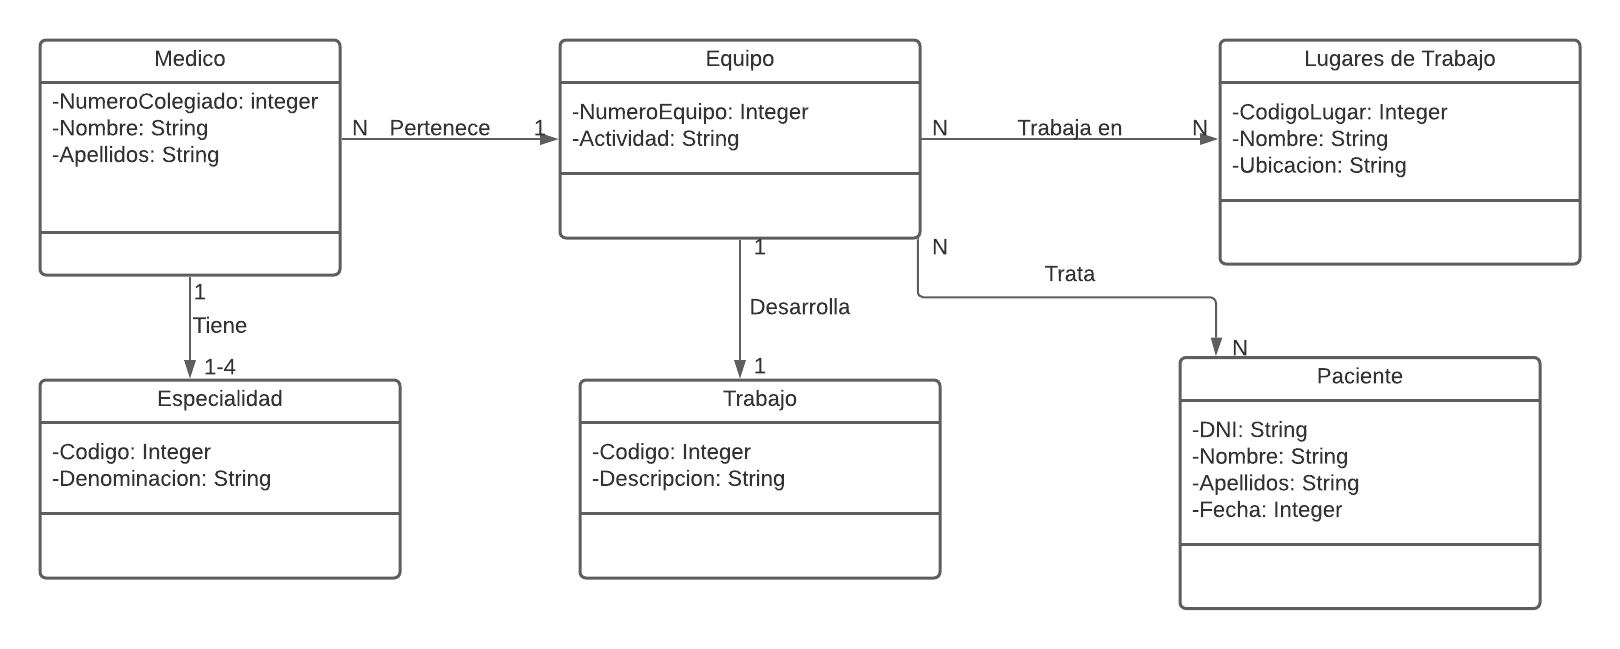 Medico
-NumeroColegiado: integer
-Nombre: String
-Apellidos: String
N Pertenece 1
Equipo
-NumeroEquipo: Integer
-Actividad: String
N Trabaja en N
Lugares de Trabajo
-CodigoLugar: Integer
-Nombre: String
-Ubicacion: String
1
Tiene
1-4
1
Desarrolla
1
N
Trata
N
Especialidad
-Codigo: Integer
-Denominacion: String
Trabajo
-Codigo: Integer
-Descripcion: String
Paciente
-DNI: String
-Nombre: String
-Apellidos: String
-Fecha: Integer